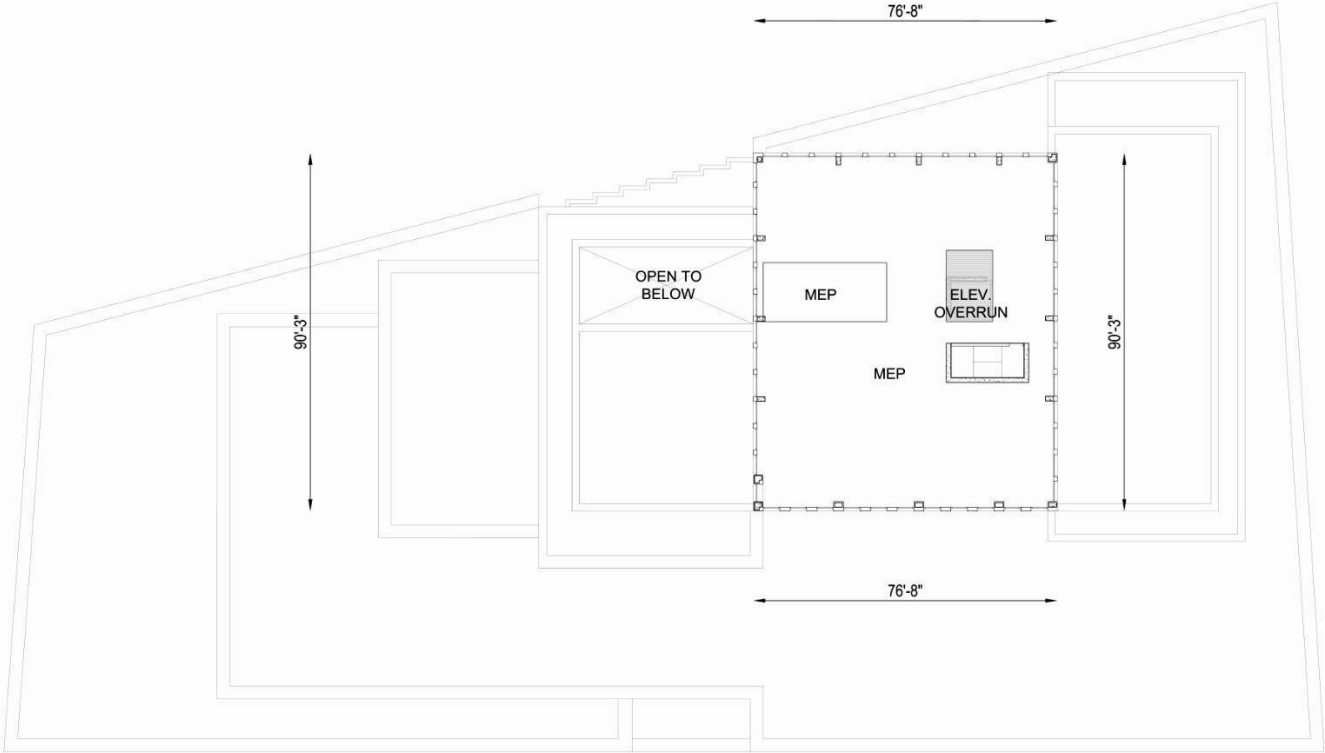 76'-8"
OPEN TO
BELOW
MEP
ELEV.
OVERRUN
90'-3"
90'-3"
MEP
76'-8"